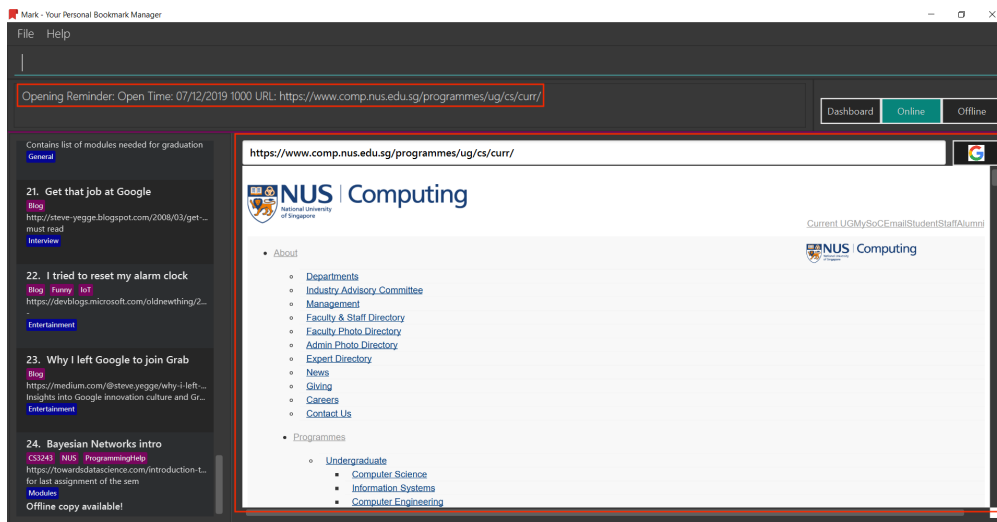 Mark - Your Personal Bookmark Manager
File Help
Opening Reminder: Open Time: 07/12/2019 1000 URL: https://www.comp.nus.edu.sg/programmes/ug/cs/curr/
Dashboard Online Offline
Contains list of modules needed for graduation
General
21. Get that job at Google
Blog
http://steve-yegge.blogspot.com/2008/03/get-...
must read
Interview
22. I tried to reset my alarm clock
Blog Funny IoT
https://devblogs.microsoft.com/oldnewthing/2...
-
Entertainment
23. Why I left Google to join Grab
Blog
https://medium.com/@steve.yegge/why-i-left-...
Insights into Google innovation culture and Gr...
Entertainment
24. Bayesian Networks intro
CS3243 NUS ProgrammingHelp
https://towardsdatascience.com/introduction-t...
for last assignment of the sem
Modules
Offline copy available!
https://www.comp.nus.edu.sg/programmes/ug/cs/curr/
NUS Computing
National University
of Singapore
Current UGMySoCEmailStudentStaffAlumni
NUS Computing
National University
of Singapore
About
Departments
Industry Advisory Committee
Management
Faculty & Staff Directory
Faculty Photo Directory
Admin Photo Directory
Expert Directory
News
Giving
Careers
Contact Us
Programmes
Undergraduate
Computer Science
Information Systems
Computer Engineering